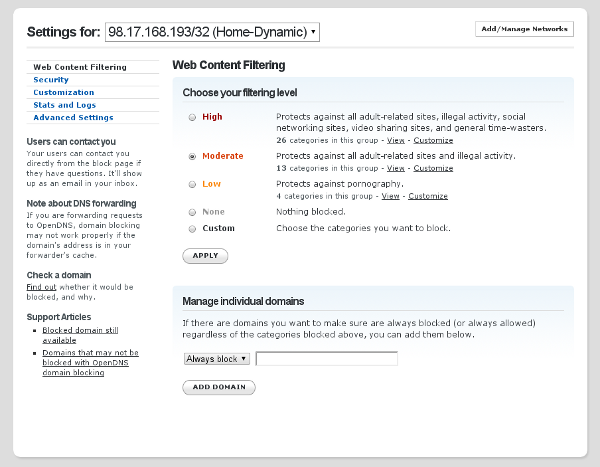 Settings for: 98.17.168.193/32 (Home-Dynamic)
Add/Manage Networks
Web Content Filtering
Security
Customization
Stats and Logs
Advanced Settings
Users can contact you
Your users can contact you
directly from the block page if
they have questions. It'll show
up as an email in your inbox.
Note about DNS forwarding
If you are forwarding requests
to OpenDNS, domain blocking
may not work properly if the
domain's address is in your
forwarder's cache.
Check a domain
Find out whether it would be
blocked, and why.
Support Articles
Blocked domain still
available
Domains that may not be
blocked with OpenDNS
domain blocking
Web Content Filtering
Choose your filtering level
High
Protects against all adult-related sites, illegal activity, social
networking sites, video sharing sites, and general time-wasters.
26 categories in this group - View - Customize
Moderate
Protects against all adult-related sites and illegal activity.
13 categories in this group - View - Customize
Low
Protects against pornography.
4 categories in this group - View - Customize
None
Nothing blocked.
Custom
Choose the categories you want to block.
APPLY
Manage individual domains
If there are domains you want to make sure are always blocked (or always allowed)
regardless of the categories blocked above, you can add them below.
Always block
ADD DOMAIN